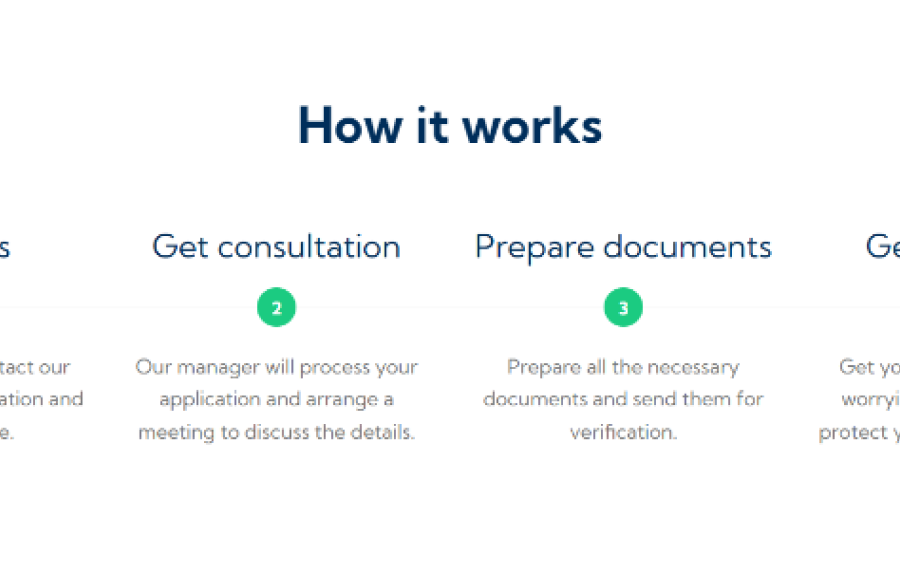 How it works
s
Get consultation
Prepare documents
Ge
2
3
tact our
ation and
e.
Our manager will process your
application and arrange a
meeting to discuss the details.
Prepare all the necessary
documents and send them for
verification.
Get yo
worryi
protect y